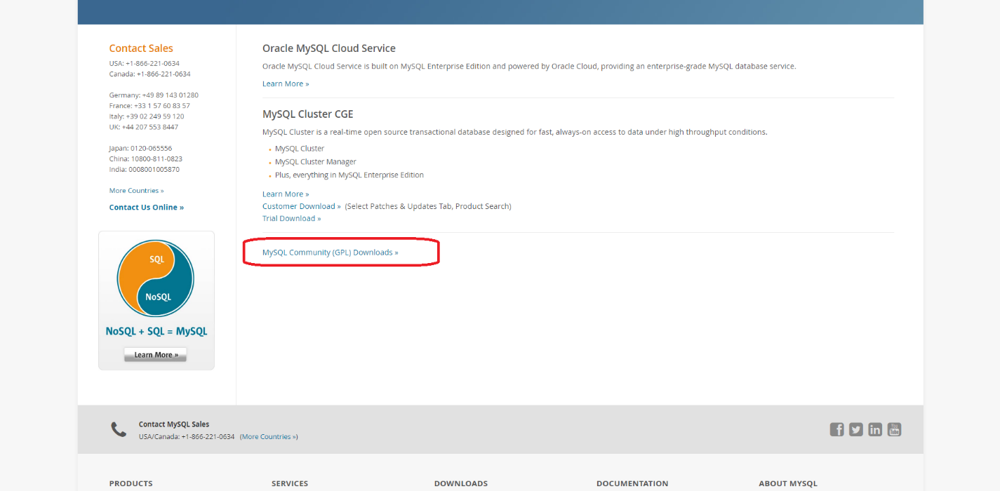 Contact Sales
USA: +1-866-221-0634
Canada: +1-866-221-0634
Germany: +49 89 143 01280
France: +33 1 57 60 83 57
Italy: +39 02 249 59 120
UK: +44 207 553 8447
Japan: 0120-065556
China: 10800-811-0823
India: 0008001005870
More Countries »
Contact Us Online »
SQL
NoSQL
NoSQL + SQL = MySQL
Learn More »
Oracle MySQL Cloud Service
Oracle MySQL Cloud Service is built on MySQL Enterprise Edition and powered by Oracle Cloud, providing an enterprise-grade MySQL database service.
Learn More »
MySQL Cluster CGE
MySQL Cluster is a real-time open source transactional database designed for fast, always-on access to data under high throughput conditions.
• MySQL Cluster
• MySQL Cluster Manager
• Plus, everything in MySQL Enterprise Edition
Learn More »
Customer Download » (Select Patches & Updates Tab, Product Search)
Trial Download »
MySQL Community (GPL) Downloads »
Contact MySQL Sales
USA/Canada: +1-866-221-0634 (More Countries »)
You Tube
PRODUCTS SERVICES DOWNLOADS DOCUMENTATION ABOUT MYSQL